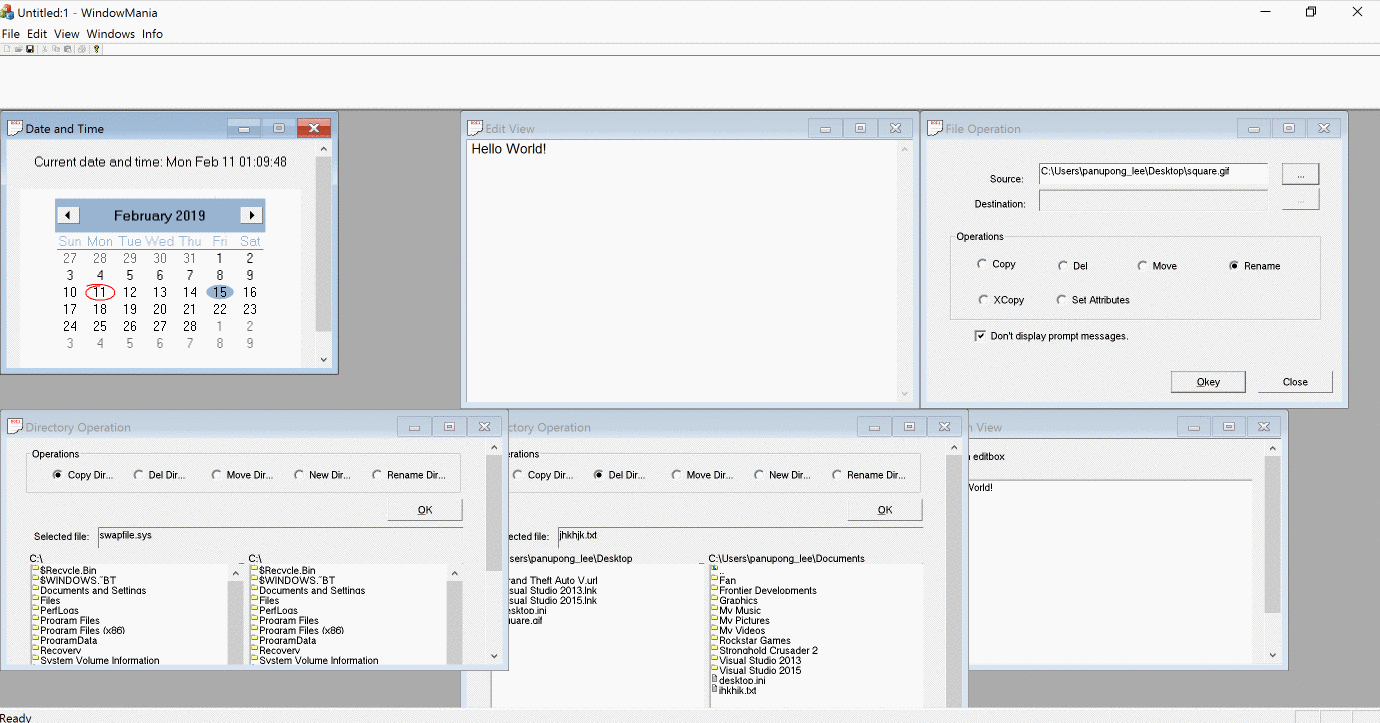 Untitled:1 - WindowMania
File Edit View Windows Info
Date and Time
Current date and time: Mon Feb 11 01:09:48
February 2019
Sun Mon Tue Wed Thu Fri Sat
27 28 29 30 31 1 2
3 4 5 6 7 8 9
10 11 12 13 14 15 16
17 18 19 20 21 22 23
24 25 26 27 28 1 2
3 4 5 6 7 8 9
Edit View
Hello World!
File Operation
Source: C:\Users\panupong_lee\Desktop\square.gif ...
Destination: ...
Operations
Copy Del Move Rename
XCopy Set Attributes
Don't display prompt messages.
Okey Close
Directory Operation
Operations
Copy Dir... Del Dir... Move Dir... New Dir... Rename Dir...
OK
Selected file: swapfile.sys
C:\ C:\
$Recycle.Bin $Recycle.Bin
$WINDOWS.~BT $WINDOWS.~BT
Documents and Settings Documents and Settings
Files Files
PerfLogs PerfLogs
Program Files Program Files
Program Files (x86) Program Files (x86)
ProgramData ProgramData
Recovery Recovery
System Volume Information System Volume Information
ctory Operation
erations
Copy Dir... Del Dir... Move Dir... New Dir... Rename Dir...
OK
ected file: jhkhjk.txt
sers\panupong_lee\Desktop C:\Users\panupong_lee\Documents
..
rand Theft Auto V.url Fan
sual Studio 2013.lnk Frontier Developments
sual Studio 2015.lnk Graphics
esktop.ini My Music
quare.gif My Pictures
My Videos
Rockstar Games
Stronghold Crusader 2
Visual Studio 2013
Visual Studio 2015
desktop.ini
jhkhjk.txt
n View
editbox
World!
Ready